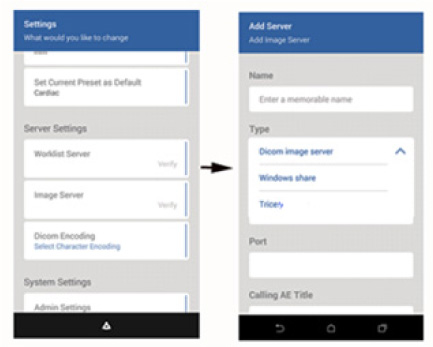 Settings
What would you like to change
Set Current Preset as Default
Cardiac
Server Settings
Worklist Server
Verify
Image Server
Verify
Dicom Encoding
Select Character Encoding
System Settings
Admin Settings
Add Server
Add Image Server
Name
Enter a memorable name
Type
Dicom image server
Windows share
Tricefy
Port
Calling AE Title